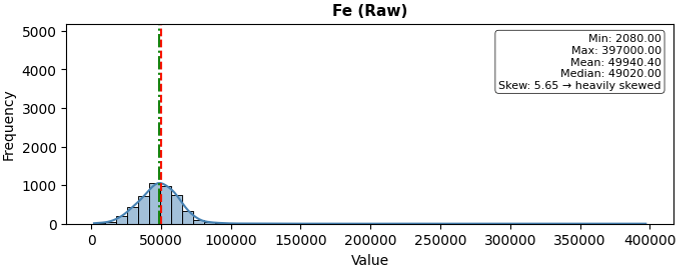 Fe (Raw)
Min: 2080.00
Max: 397000.00
Mean: 49940.40
Median: 49020.00
Skew: 5.65 → heavily skewed
Frequency
5000
4000
3000
2000
1000
0
0 50000 100000 150000 200000 250000 300000 350000 400000
Value